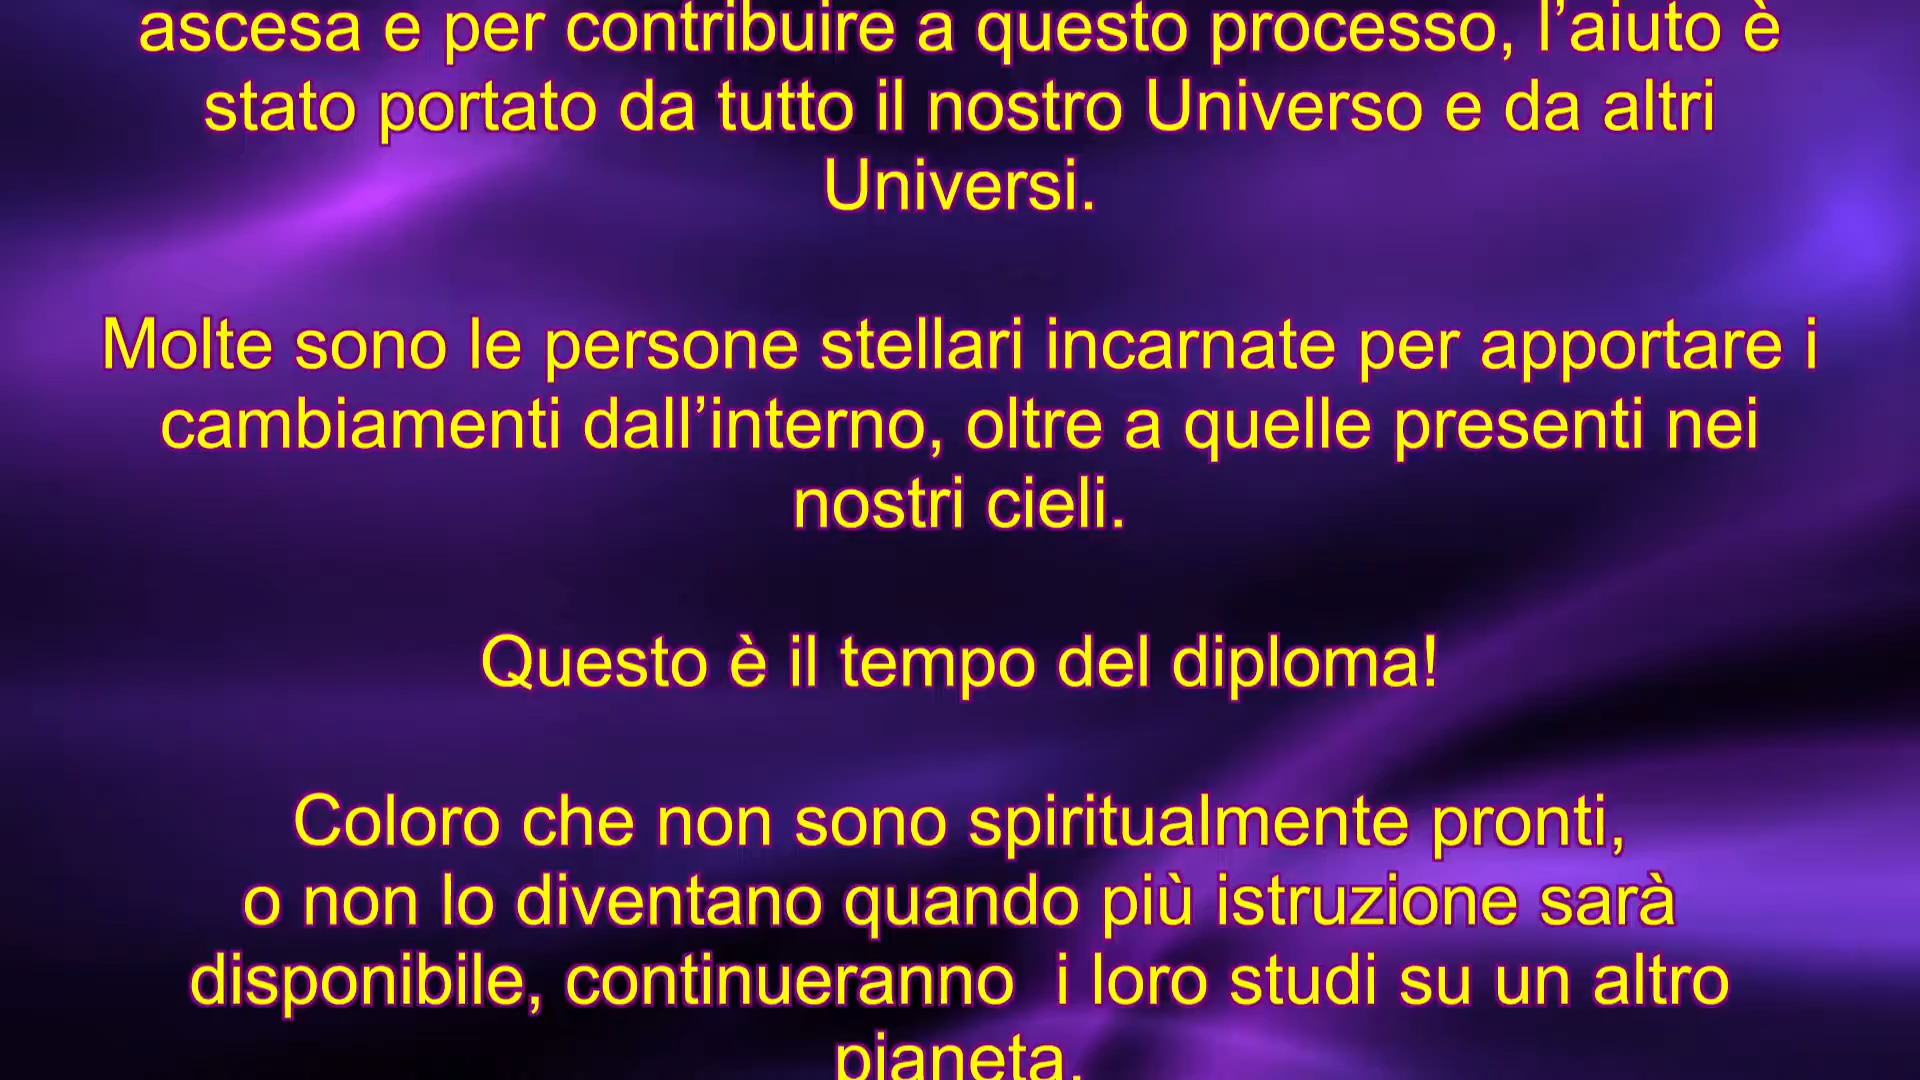 ascesa e per contribuire a questo processo, l’aiuto è
stato portato da tutto il nostro Universo e da altri
Universi.
Molte sono le persone stellari incarnate per apportare i
cambiamenti dall’interno, oltre a quelle presenti nei
nostri cieli.
Questo è il tempo del diploma!
Coloro che non sono spiritualmente pronti,
o non lo diventano quando più istruzione sarà
disponibile, continueranno  i loro studi su un altro
pianeta.